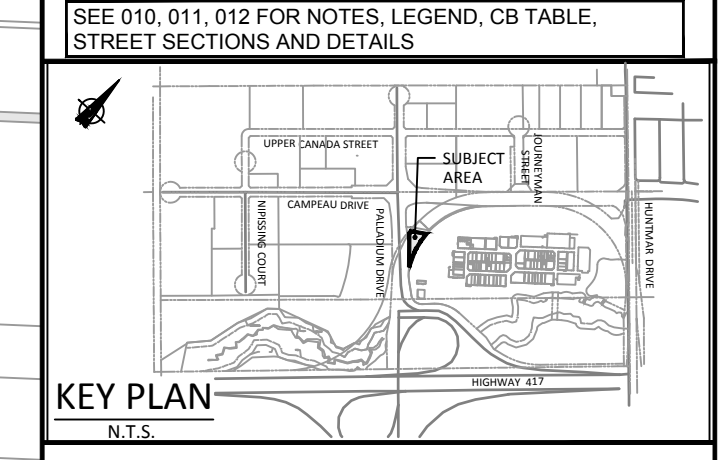 SEE 010, 011, 012 FOR NOTES, LEGEND, CB TABLE,
STREET SECTIONS AND DETAILS
UPPER CANADA STREET
SUBJECT
AREA
JOURNEYMAN
STREET
CAMPEAU DRIVE
NIPISSING COURT
PALLADIUM DRIVE
HUNTMAR DRIVE
HIGHWAY 417
KEY PLAN
N.T.S.